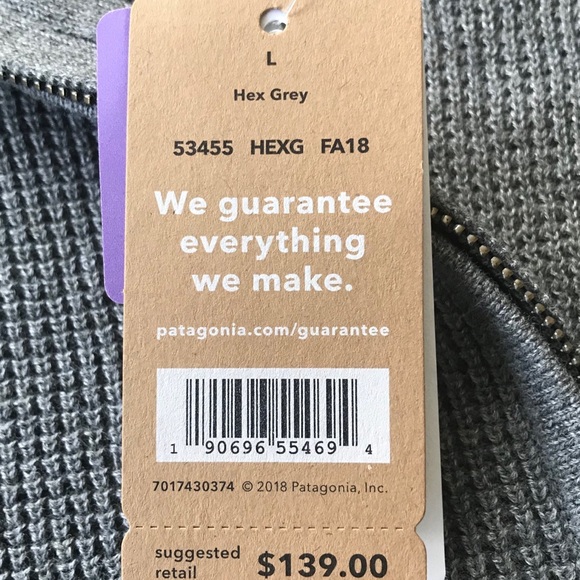 L
Hex Grey
53455 HEXG FA18
We guarantee
everything
we make.
patagonia.com/guarantee
1 90696 55469 4
7017430374 © 2018 Patagonia, Inc.
suggested
retail
$139.00